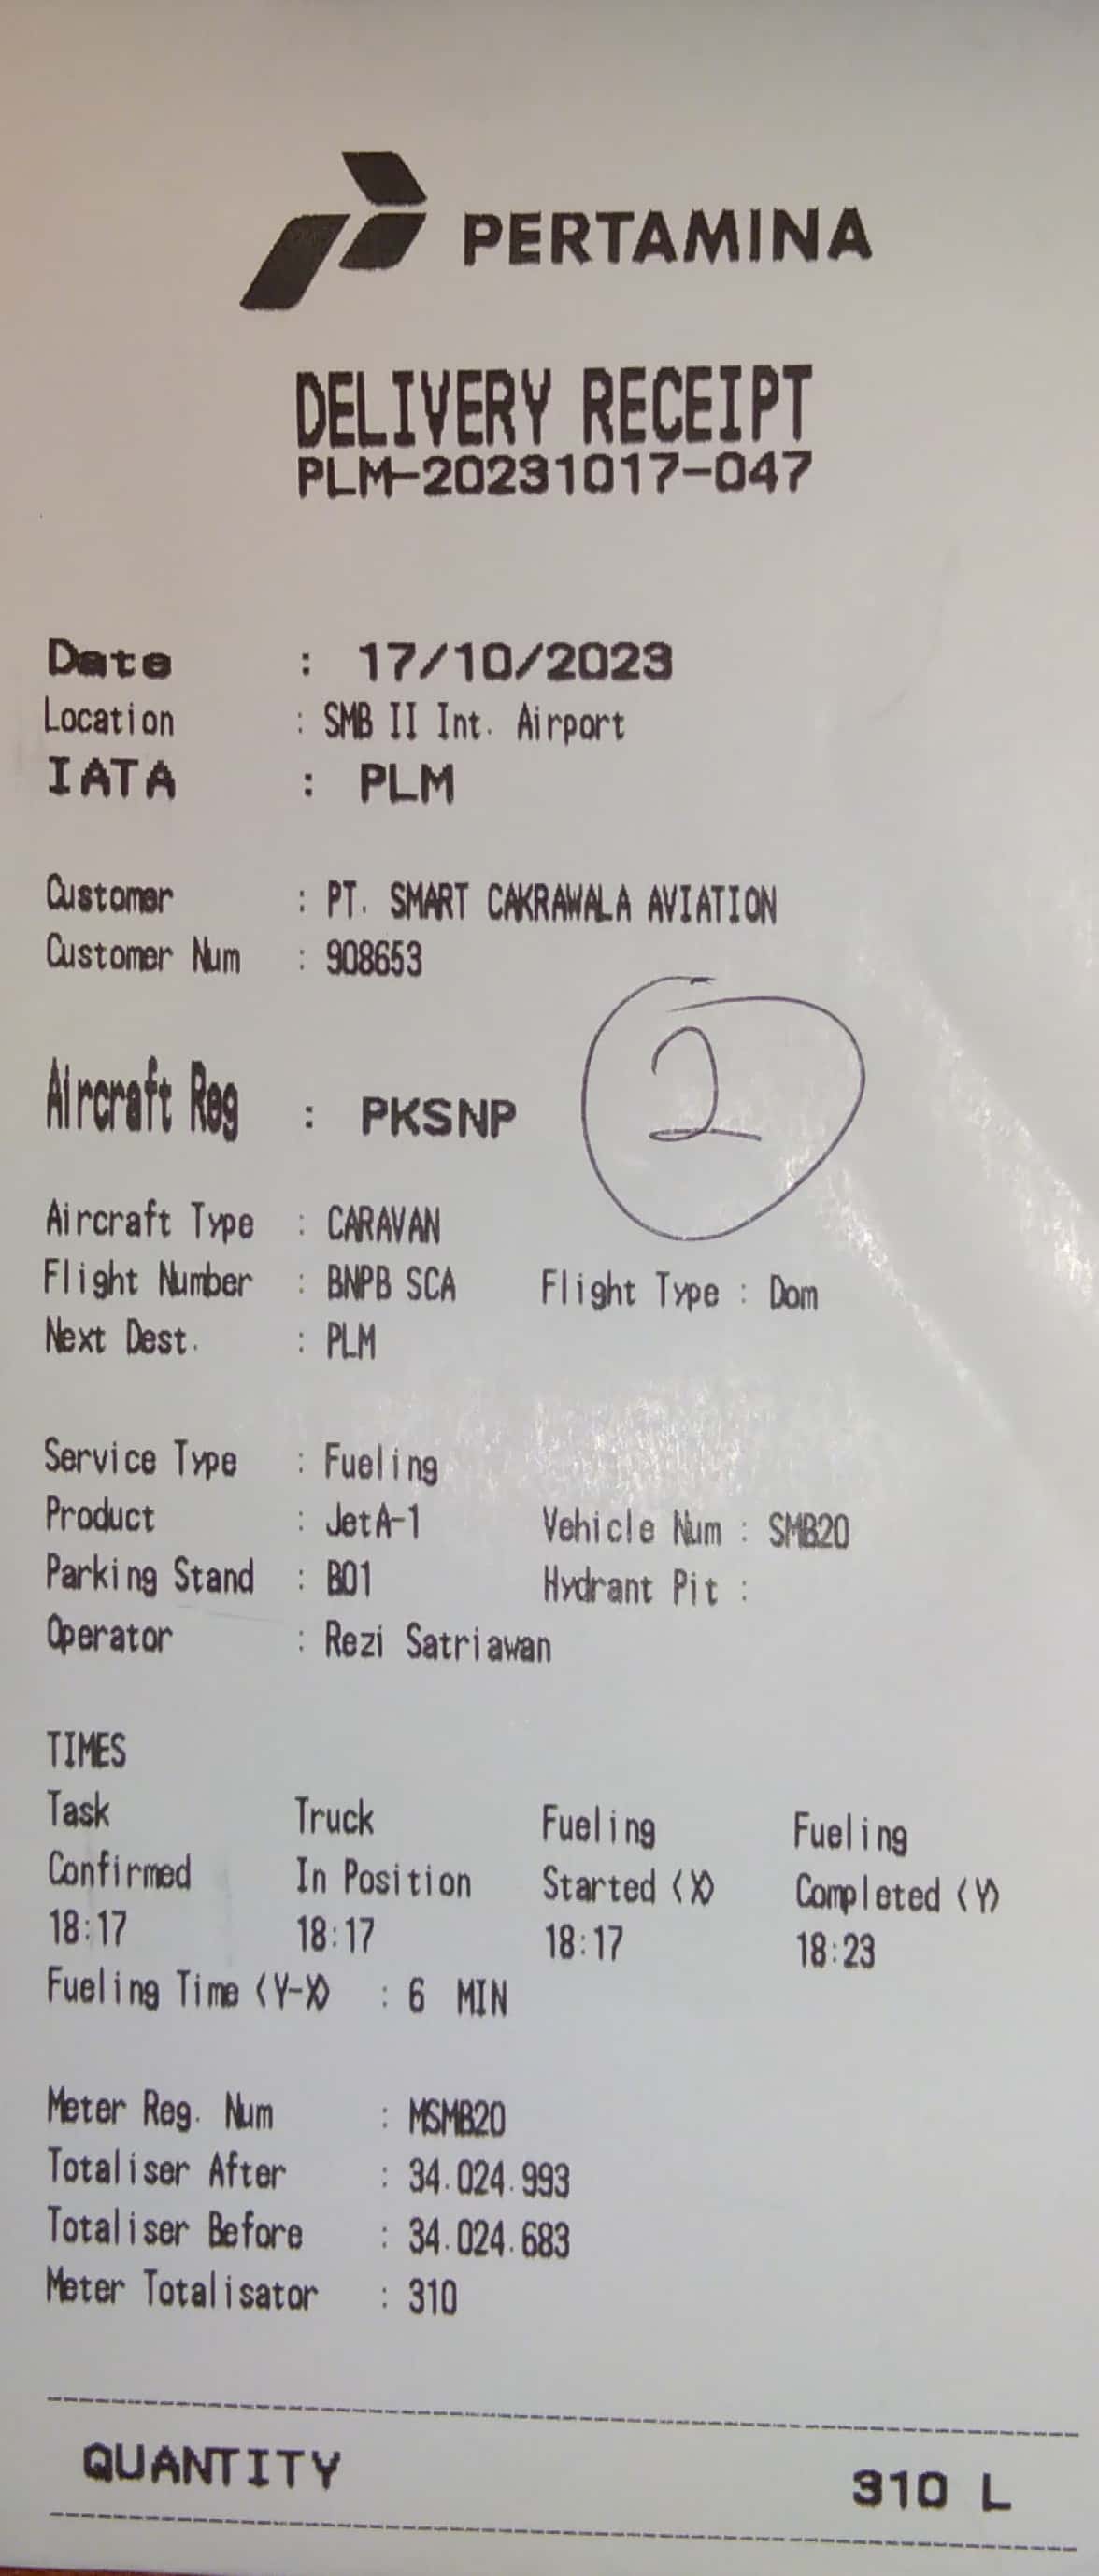 PERTAMINA
DELIVERY RECEIPT
PLM-20231017-047
Date : 17/10/2023
Location : SMB II Int. Airport
IATA : PLM
Customer : PT. SMART CAKRAWALA AVIATION
Customer Num : 908653
2
Aircraft Reg : PKSNP
Aircraft Type : CARAVAN
Flight Number : BNPB SCA Flight Type : Dom
Next Dest. : PLM
Service Type : Fueling
Product : JetA-1 Vehicle Num : SMB20
Parking Stand : B01 Hydrant Pit :
Operator : Rezi Satriawan
TIMES
Task Truck Fueling Fueling
Confirmed In Position Started (X) Completed (Y)
18:17 18:17 18:17 18:23
Fueling Time (Y-X) : 6 MIN
Meter Reg. Num : MSMB20
Totaliser After : 34.024.993
Totaliser Before : 34.024.683
Meter Totalisator : 310
QUANTITY 310 L